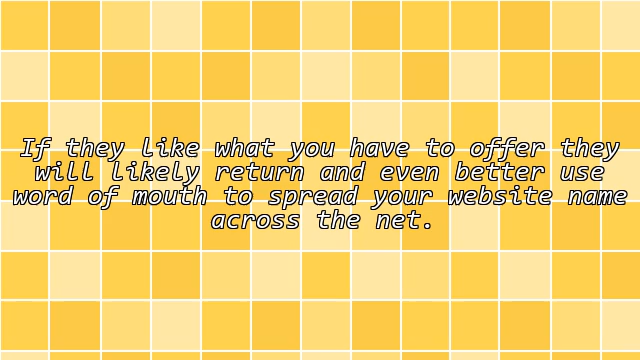 If they like what you have to offer they
will likely return and even better use
word of mouth to spread your website name
across the net.